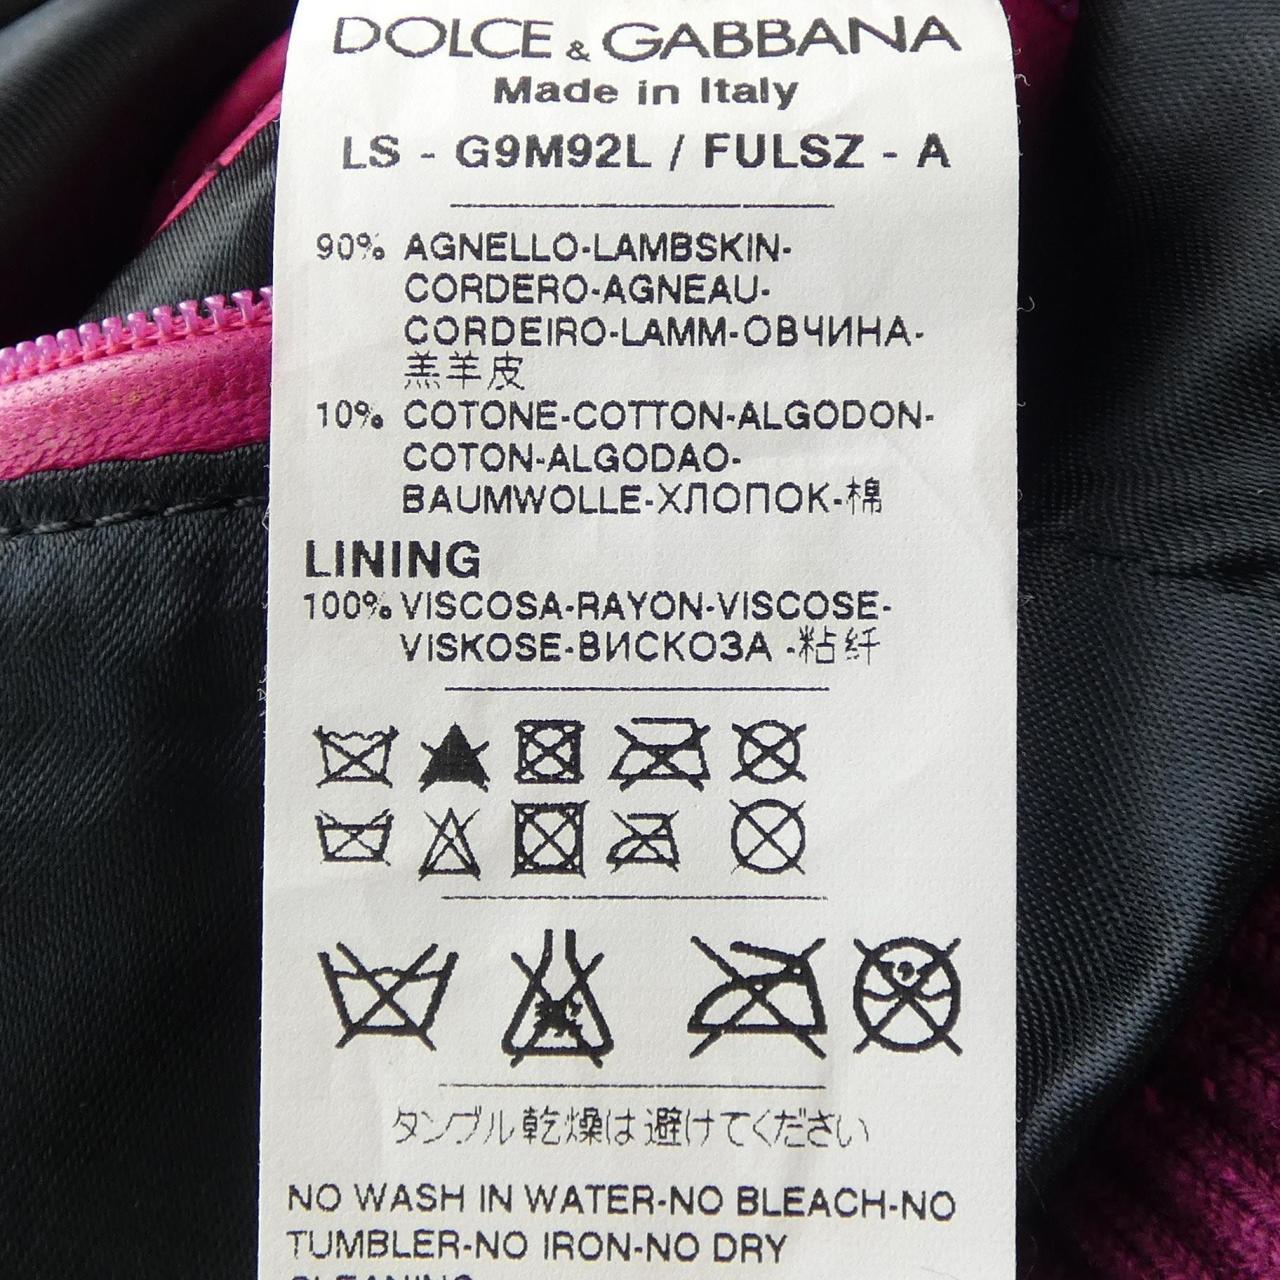 DOLCE & GABBANA
Made in Italy
LS - G9M92L / FULSZ - A
90% AGNELLO-LAMBSKIN-
CORDERO-AGNEAU-
CORDEIRO-LAMM-ОВЧИНА-
羔羊皮
10% COTONE-COTTON-ALGODON-
COTON-ALGODAO-
BAUMWOLLE-ХЛОПОК-棉
LINING
100% VISCOSA-RAYON-VISCOSE-
VISKOSE-ВИСКОЗА -粘纤
タンブル乾燥は避けてください
NO WASH IN WATER-NO BLEACH-NO
TUMBLER-NO IRON-NO DRY
CLEANING